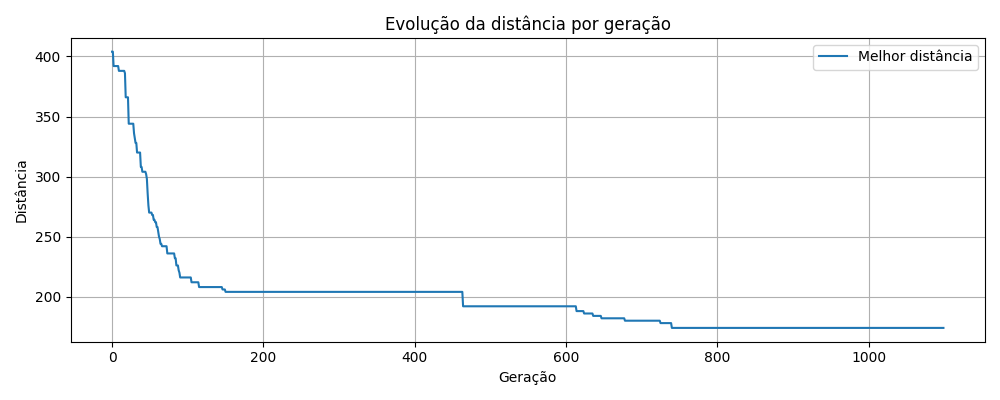 Evolução da distância por geração
Melhor distância
Distância
400
350
300
250
200
0 200 400 600 800 1000
Geração